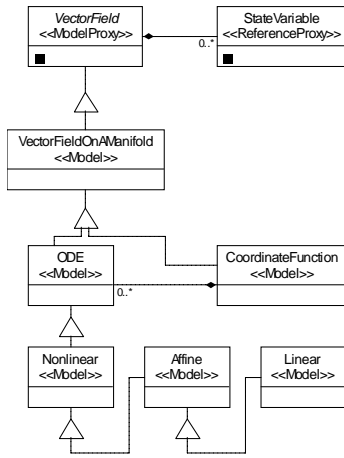 VectorField
<<ModelProxy>>
StateVariable
<<ReferenceProxy>>
0..*
VectorFieldOnAManifold
<<Model>>
ODE
<<Model>>
CoordinateFunction
<<Model>>
0..*
Nonlinear
<<Model>>
Affine
<<Model>>
Linear
<<Model>>